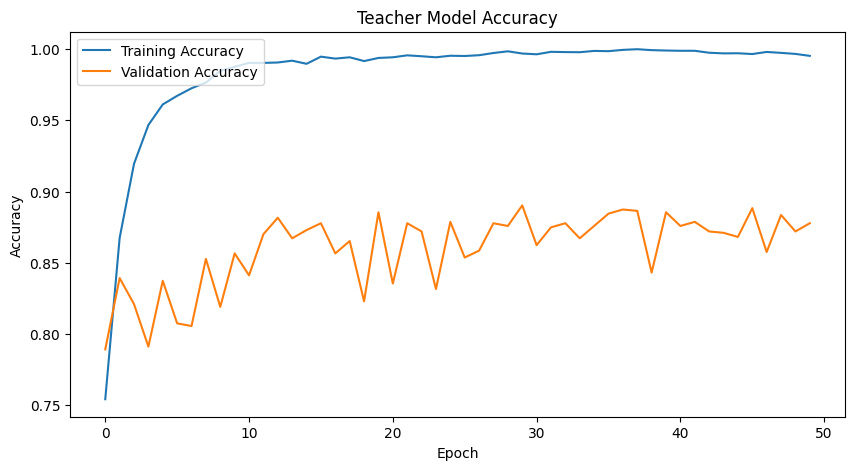 Teacher Model Accuracy
Training Accuracy
Validation Accuracy
1.00
0.95
0.90
0.85
0.80
0.75
Accuracy
0 10 20 30 40 50
Epoch